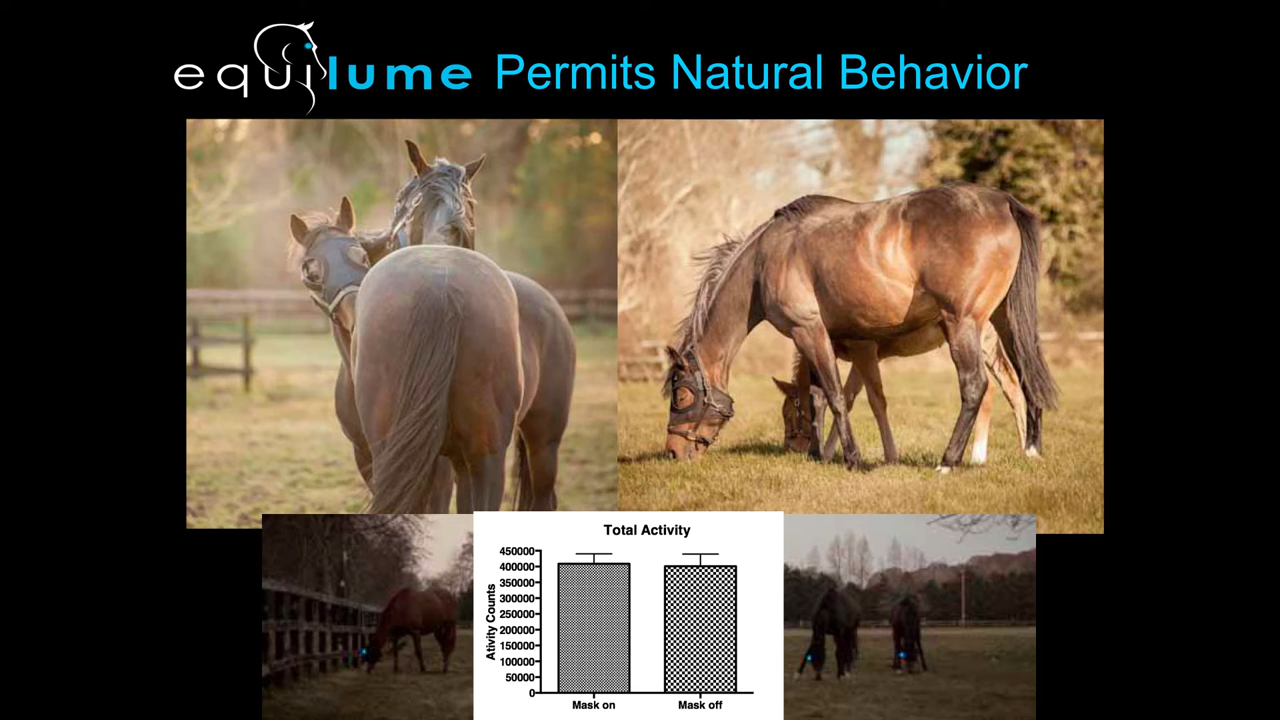 equilume Permits Natural Behavior
Total Activity
Ativity Counts
450000
400000
350000
300000
250000
200000
150000
100000
50000
0
Mask on Mask off